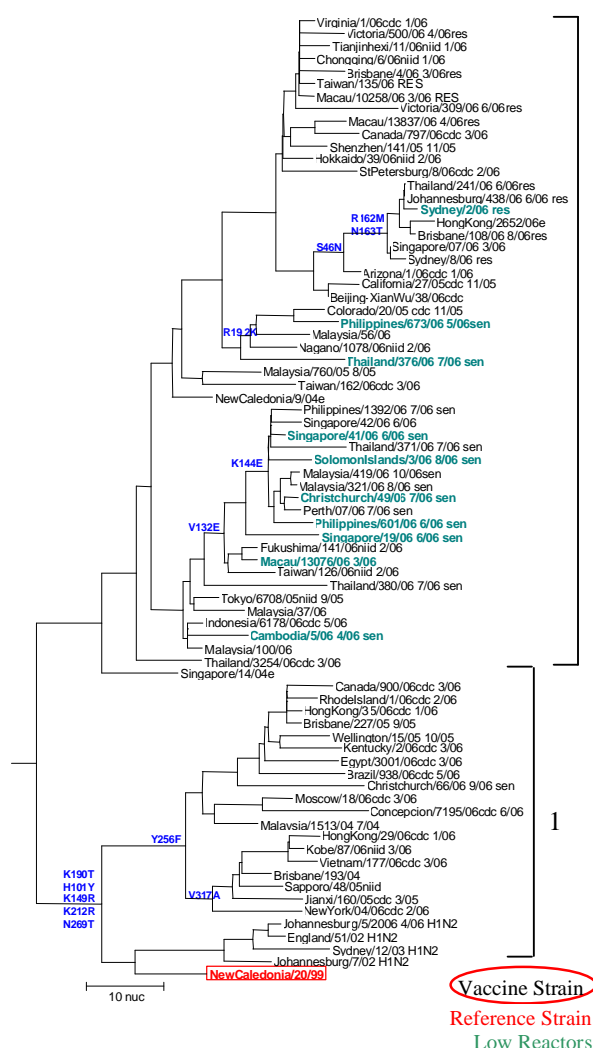 Virginia/1/06cdc 1/06
Victoria/500/06 4/06res
Tianjinhexi/11/06niid 1/06
Chongqing/6/06niid 1/06
Brisbane/4/06 3/06res
Taiwan/135/06 RES
Macau/10258/06 3/06 RES
Victoria/309/06 6/06res
Macau/13837/06 4/06res
Canada/797/06cdc 3/06
Shenzhen/141/05 11/05
Hokkaido/39/06niid 2/06
StPetersburg/8/06cdc 2/06
Thailand/241/06 6/06res
Johannesburg/438/06 6/06 res
R162M
Sydney/2/06 res
HongKong/2652/06e
N163T
Brisbane/108/06 8/06res
S46N
Singapore/07/06 3/06
Sydney/8/06 res
Arizona/1/06cdc 1/06
California/27/05cdc 11/05
Beijing-XianWu/38/06cdc
Colorado/20/05 cdc 11/05
Philippines/673/06 5/06sen
R192K
Malaysia/56/06
Nagano/1078/06niid 2/06
Thailand/376/06 7/06 sen
Malaysia/760/05 8/05
Taiwan/162/06cdc 3/06
NewCaledonia/9/04e
Philippines/1392/06 7/06 sen
Singapore/42/06 6/06
Singapore/41/06 6/06 sen
Thailand/371/06 7/06 sen
K144E
SolomonIslands/3/06 8/06 sen
Malaysia/419/06 10/06sen
Malaysia/321/06 8/06 sen
Christchurch/49/06 7/06 sen
Perth/07/06 7/06 sen
V132E
Philippines/601/06 6/06 sen
Singapore/19/06 6/06 sen
Fukushima/141/06niid 2/06
Macau/13076/06 3/06
Taiwan/126/06niid 2/06
Thailand/380/06 7/06 sen
Tokyo/6708/05niid 9/05
Malaysia/37/06
Indonesia/6178/06cdc 5/06
Cambodia/5/06 4/06 sen
Malaysia/100/06
Thailand/3254/06cdc 3/06
Singapore/14/04e
Canada/900/06cdc 3/06
RhodeIsland/1/06cdc 2/06
HongKong/35/06cdc 1/06
Brisbane/227/05 9/05
Wellington/15/05 10/05
Kentucky/2/06cdc 3/06
Egypt/3001/06cdc 3/06
Brazil/938/06cdc 5/06
Christchurch/66/06 9/06 sen
Moscow/18/06cdc 3/06
Concepcion/7195/06cdc 6/06
1
Malaysia/1513/04 7/04
HongKong/29/06cdc 1/06
Y256F
Kobe/87/06niid 3/06
Vietnam/177/06cdc 3/06
Brisbane/193/04
K190T
Sapporo/48/05niid
H101Y
V317A
Jianxi/160/05cdc 3/05
K149R
NewYork/04/06cdc 2/06
K212R
Johannesburg/5/2006 4/06 H1N2
N269T
England/51/02 H1N2
Sydney/12/03 H1N2
Johannesburg/7/02 H1N2
NewCaledonia/20/99
10 nuc
Vaccine Strain
Reference Strain
Low Reactors